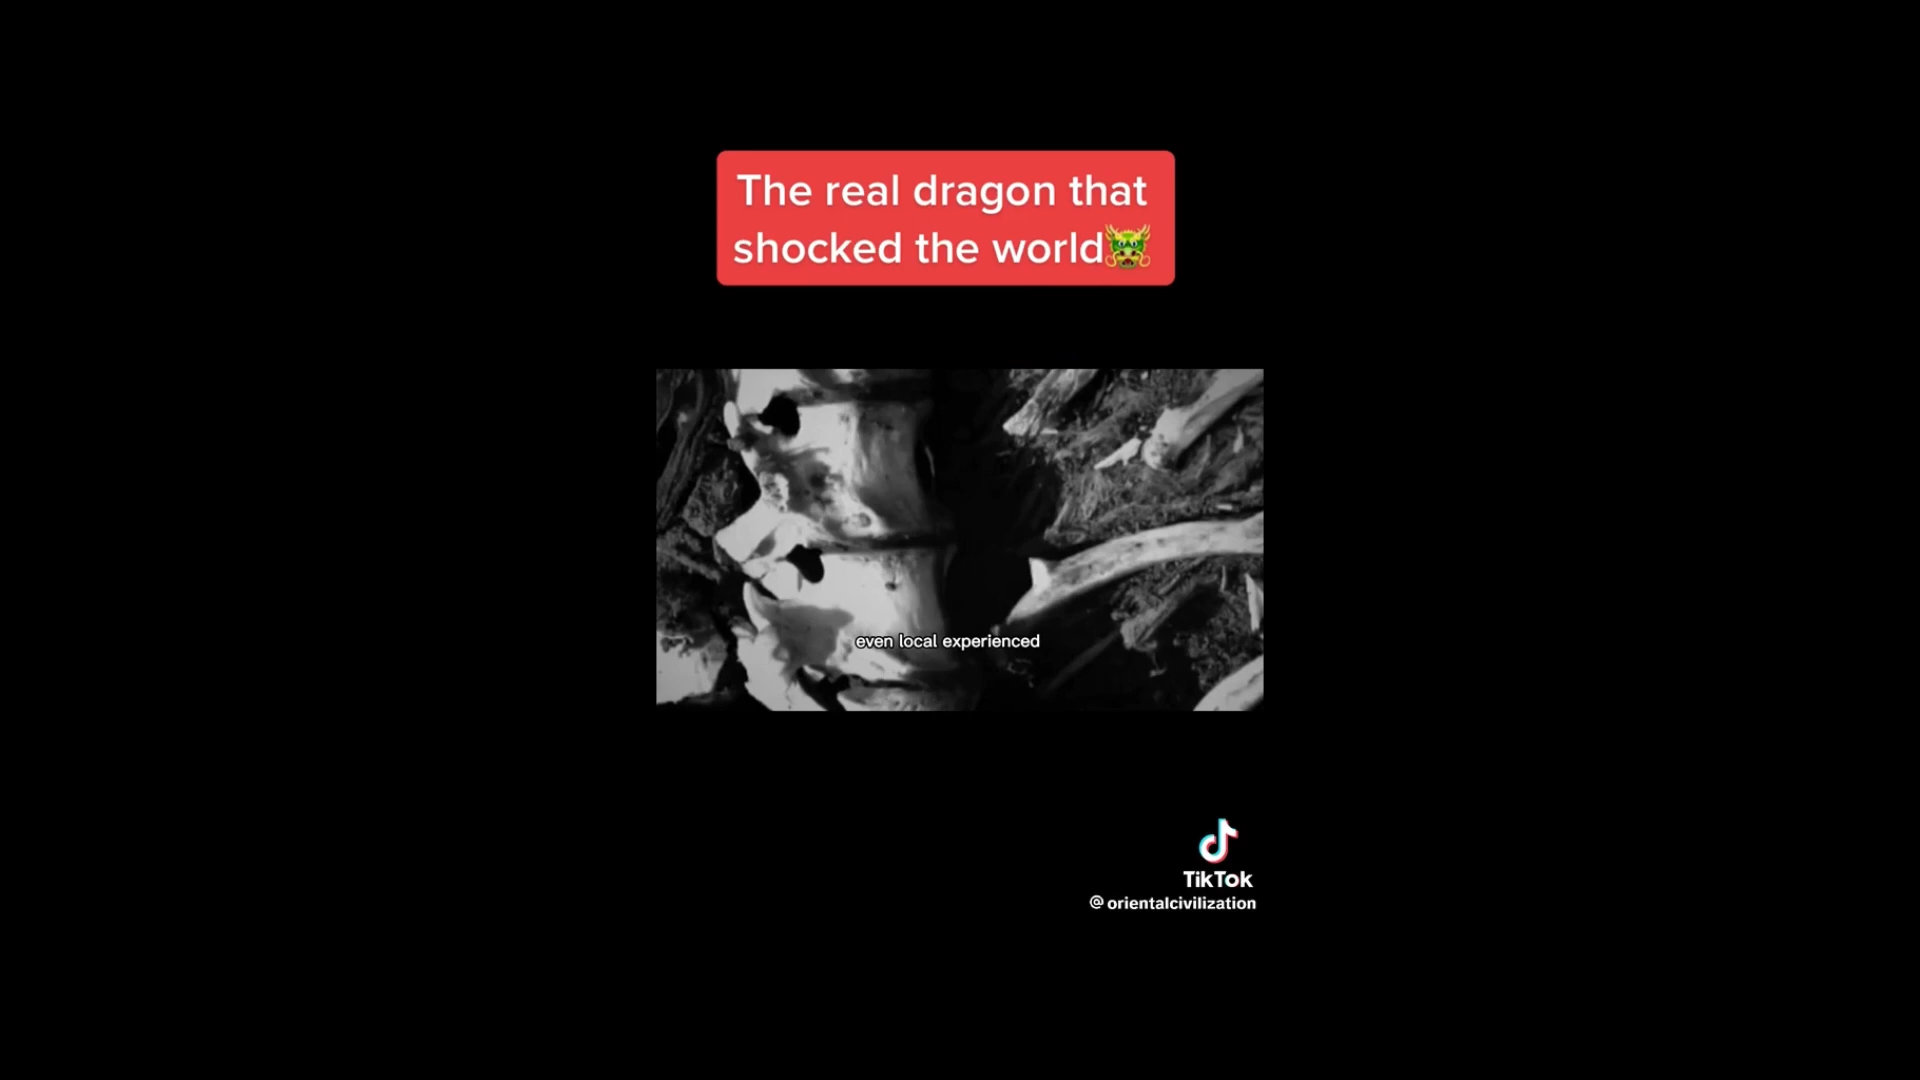 The real dragon that
shocked the world🐲
even local experienced
TikTok
@orientalcivilization